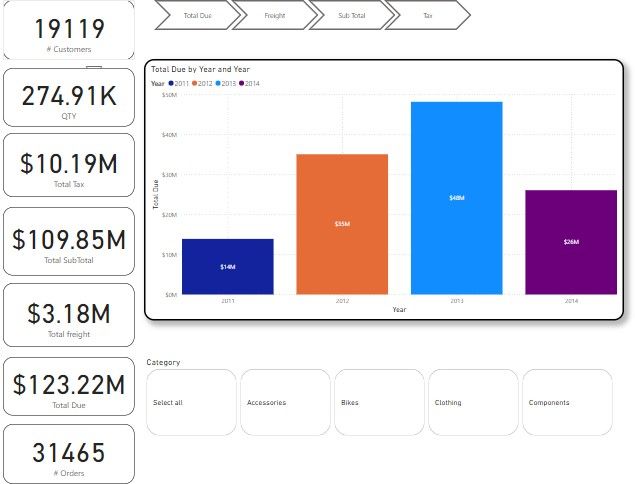 19119
# Customers
274.91K
QTY
$10.19M
Total Tax
$109.85M
Total SubTotal
$3.18M
Total freight
$123.22M
Total Due
31465
# Orders
Total Due
Freight
Sub Total
Tax
Total Due by Year and Year
Year 2011 2012 2013 2014
Total Due
$50M
$40M
$30M
$20M
$10M
$0M
$14M
$35M
$48M
$26M
2011 2012 2013 2014
Year
Category
Select all
Accessories
Bikes
Clothing
Components